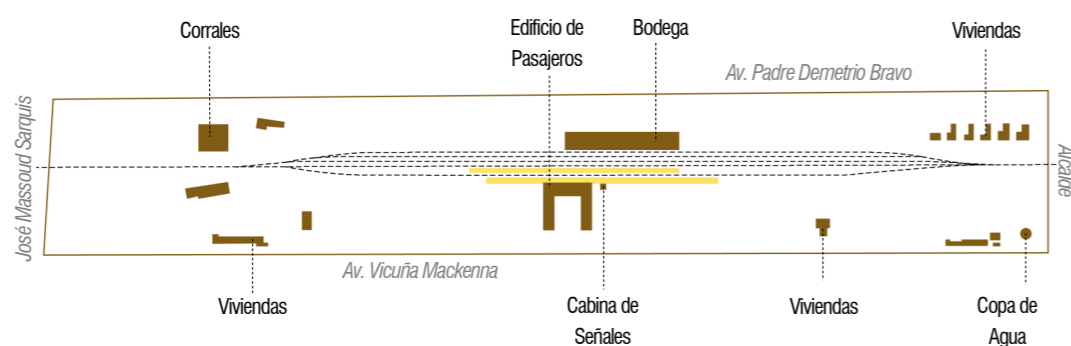 Corrales
Edificio de
Pasajeros
Bodega
Viviendas
Av. Padre Demetrio Bravo
José Massoud Sarquis
Arcalde
Av. Vicuña Mackenna
Viviendas
Cabina de
Señales
Viviendas
Copa de
Agua